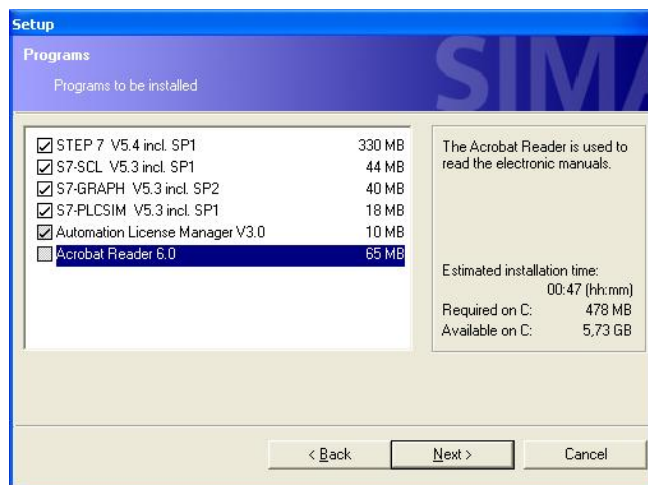 Setup
Programs
Programs to be installed
SIMA
STEP 7 V5.4 incl. SP1 330 MB
S7-SCL V5.3 incl. SP1 44 MB
S7-GRAPH V5.3 incl. SP2 40 MB
S7-PLCSIM V5.3 incl. SP1 18 MB
Automation License Manager V3.0 10 MB
Acrobat Reader 6.0 65 MB
The Acrobat Reader is used to
read the electronic manuals.
Estimated installation time:
00:47 (hh:mm)
Required on C: 478 MB
Available on C: 5,73 GB
< Back Next > Cancel